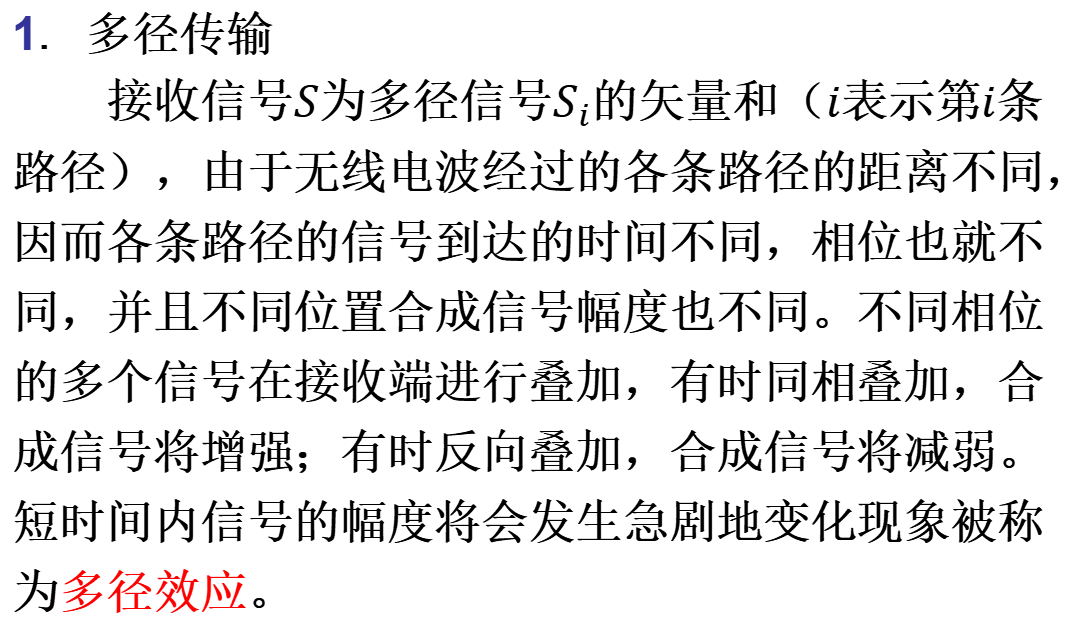 1. 多径传输
接收信号S为多径信号Sᵢ的矢量和（i表示第i条
路径），由于无线电波经过的各条路径的距离不同，
因而各条路径的信号到达的时间不同，相位也就不
同，并且不同位置合成信号幅度也不同。不同相位
的多个信号在接收端进行叠加，有时同相叠加，合
成信号将增强；有时反向叠加，合成信号将减弱。
短时间内信号的幅度将会发生急剧地变化现象被称
为多径效应。